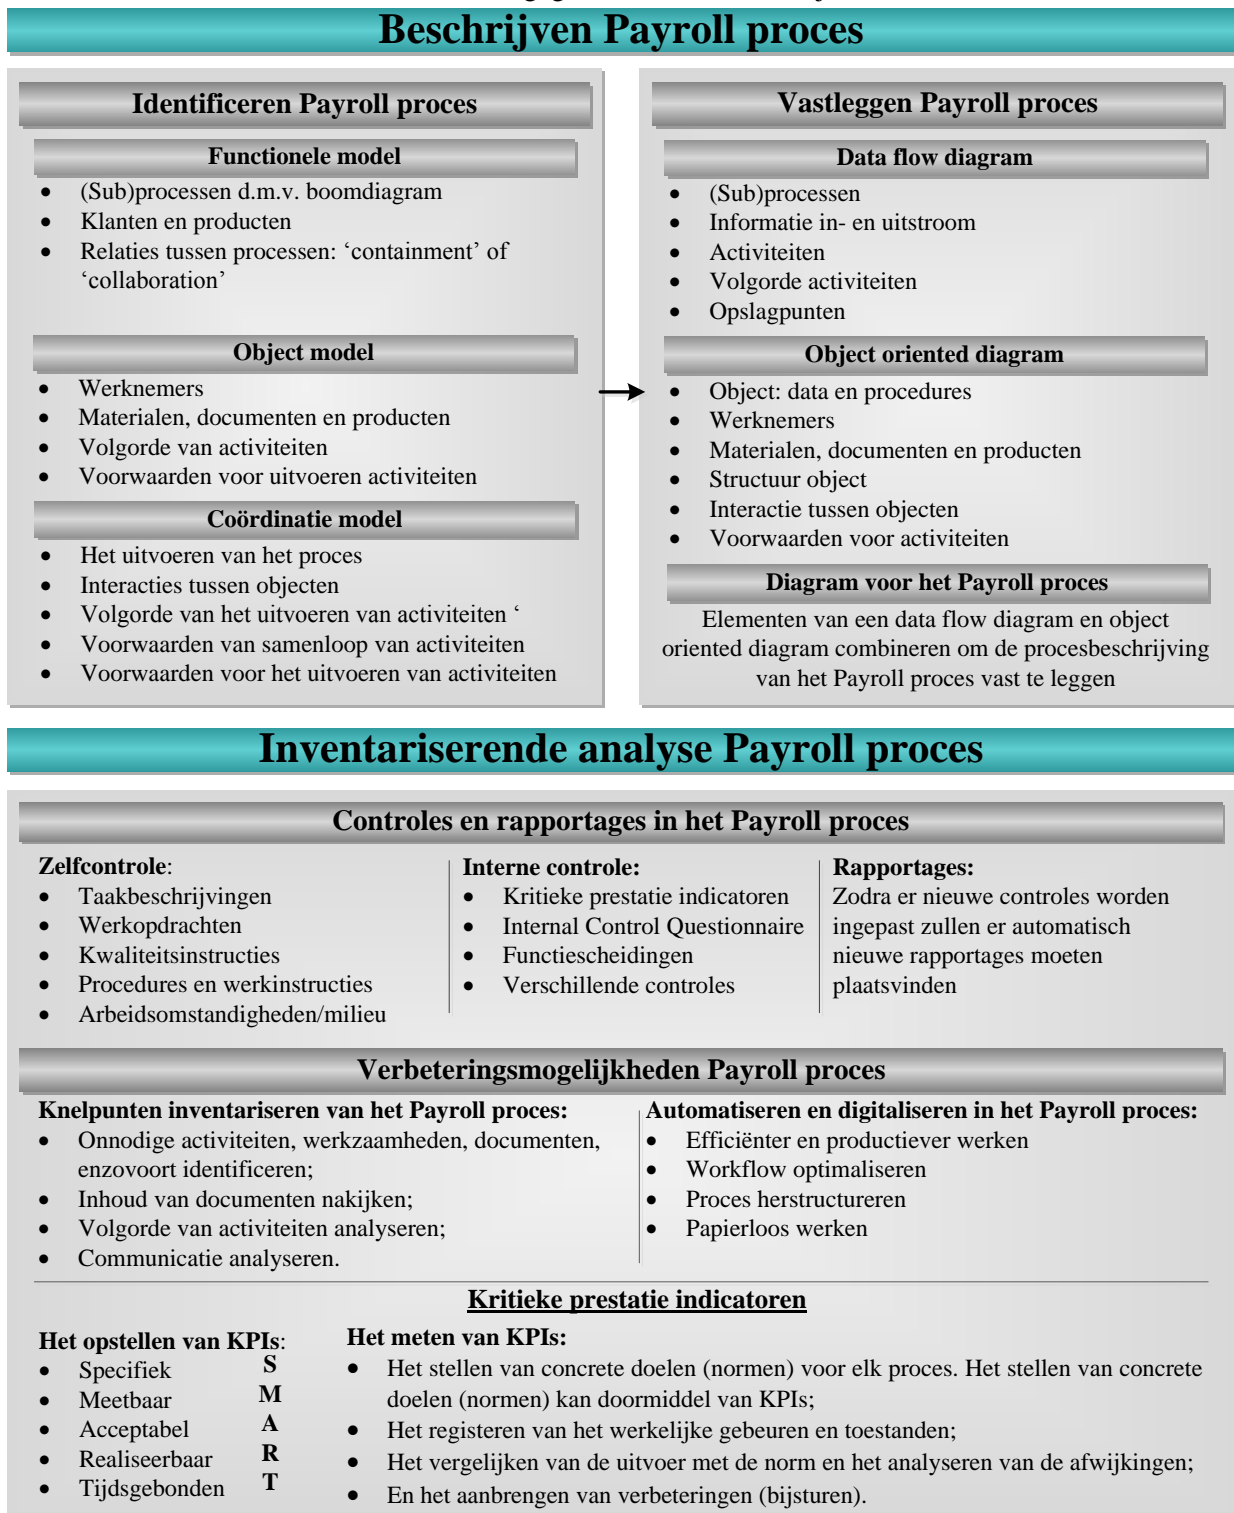 Beschrijven Payroll proces
Identificeren Payroll proces
Functionele model
• (Sub)processen d.m.v. boomdiagram
• Klanten en producten
• Relaties tussen processen: ‘containment’ of
‘collaboration’
Object model
• Werknemers
• Materialen, documenten en producten
• Volgorde van activiteiten
• Voorwaarden voor uitvoeren activiteiten
Coördinatie model
• Het uitvoeren van het proces
• Interacties tussen objecten
• Volgorde van het uitvoeren van activiteiten ‘
• Voorwaarden van samenloop van activiteiten
• Voorwaarden voor het uitvoeren van activiteiten
Vastleggen Payroll proces
Data flow diagram
• (Sub)processen
• Informatie in- en uitstroom
• Activiteiten
• Volgorde activiteiten
• Opslagpunten
Object oriented diagram
• Object: data en procedures
• Werknemers
• Materialen, documenten en producten
• Structuur object
• Interactie tussen objecten
• Voorwaarden voor activiteiten
Diagram voor het Payroll proces
Elementen van een data flow diagram en object
oriented diagram combineren om de procesbeschrijving
van het Payroll proces vast te leggen
Inventariserende analyse Payroll proces
Controles en rapportages in het Payroll proces
Zelfcontrole:
• Taakbeschrijvingen
• Werkopdrachten
• Kwaliteitsinstructies
• Procedures en werkinstructies
• Arbeidsomstandigheden/milieu
Interne controle:
• Kritieke prestatie indicatoren
• Internal Control Questionnaire
• Functiescheidingen
• Verschillende controles
Rapportages:
Zodra er nieuwe controles worden
ingepast zullen er automatisch
nieuwe rapportages moeten
plaatsvinden
Verbeteringsmogelijkheden Payroll proces
Knelpunten inventariseren van het Payroll proces:
• Onnodige activiteiten, werkzaamheden, documenten,
enzovoort identificeren;
• Inhoud van documenten nakijken;
• Volgorde van activiteiten analyseren;
• Communicatie analyseren.
Automatiseren en digitaliseren in het Payroll proces:
• Efficiënter en productiever werken
• Workflow optimaliseren
• Proces herstructureren
• Papierloos werken
Kritieke prestatie indicatoren
Het opstellen van KPIs:
• Specifiek S
• Meetbaar M
• Acceptabel A
• Realiseerbaar R
• Tijdsgebonden T
Het meten van KPIs:
• Het stellen van concrete doelen (normen) voor elk proces. Het stellen van concrete
doelen (normen) kan doormiddel van KPIs;
• Het registeren van het werkelijke gebeuren en toestanden;
• Het vergelijken van de uitvoer met de norm en het analyseren van de afwijkingen;
• En het aanbrengen van verbeteringen (bijsturen).